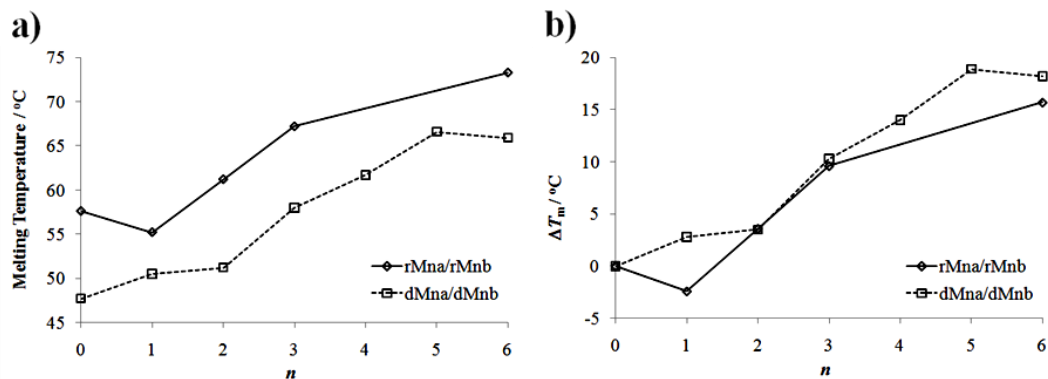 a)
Melting Temperature / °C
75
70
65
60
55
50
45
0 1 2 3 4 5 6
n
rMna/rMnb
dMna/dMnb
b)
ΔTm / °C
20
15
10
5
0
-5
0 1 2 3 4 5 6
n
rMna/rMnb
dMna/dMnb